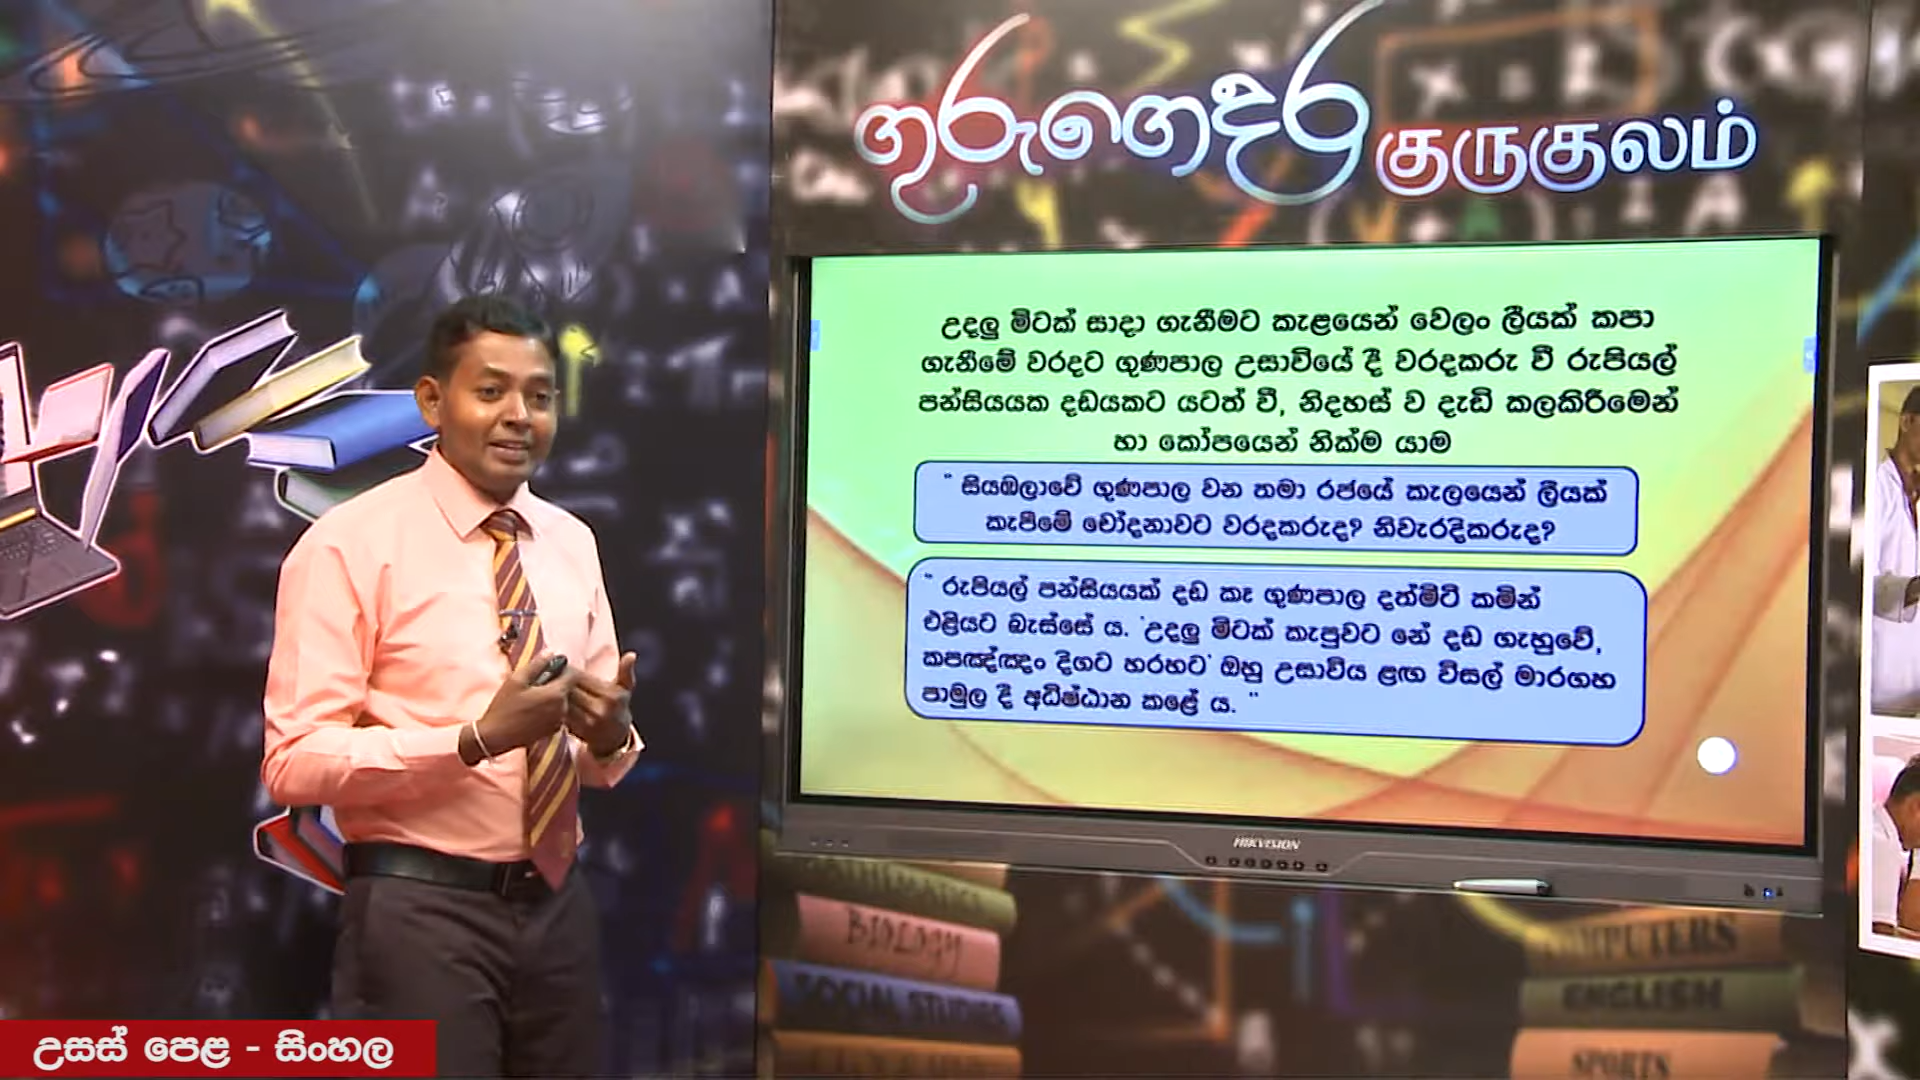 ගුරුගෙදර குருகுலம்
උදලු මිටක් සාදා ගැනීමට කැළයෙන් වෙලං ලීයක් කපා
ගැනීමේ වරදට ගුණපාල උසාවියේ දී වරදකරු වී රුපියල්
පන්සියයක දඩයකට යටත් වී, නිදහස් ව දැඩි කලකිරීමෙන්
හා කෝපයෙන් නික්ම යාම
" සියඹලාවේ ගුණපාල වන තමා රජයේ කැලයෙන් ලීයක්
කැපීමේ චෝදනාවට වරදකරුද? නිවැරදිකරුද?
" රුපියල් පන්සියයක් දඩ කෑ ගුණපාල දත්මිටි කමින්
එළියට බැස්සේ ය. 'උදලු මිටක් කැපුවට නේ දඩ ගැහුවේ,
කපඤ්ඤං දිගට හරහට' ඔහු උසාවිය ළඟ විසල් මාරගහ
පාමුල දී අධිෂ්ඨාන කළේ ය. "
HIKVISION
MATHEMATICS
BIOLOGY
SOCIAL STUDIES
COMPUTERS
ENGLISH
SPORTS
උසස් පෙළ - සිංහල